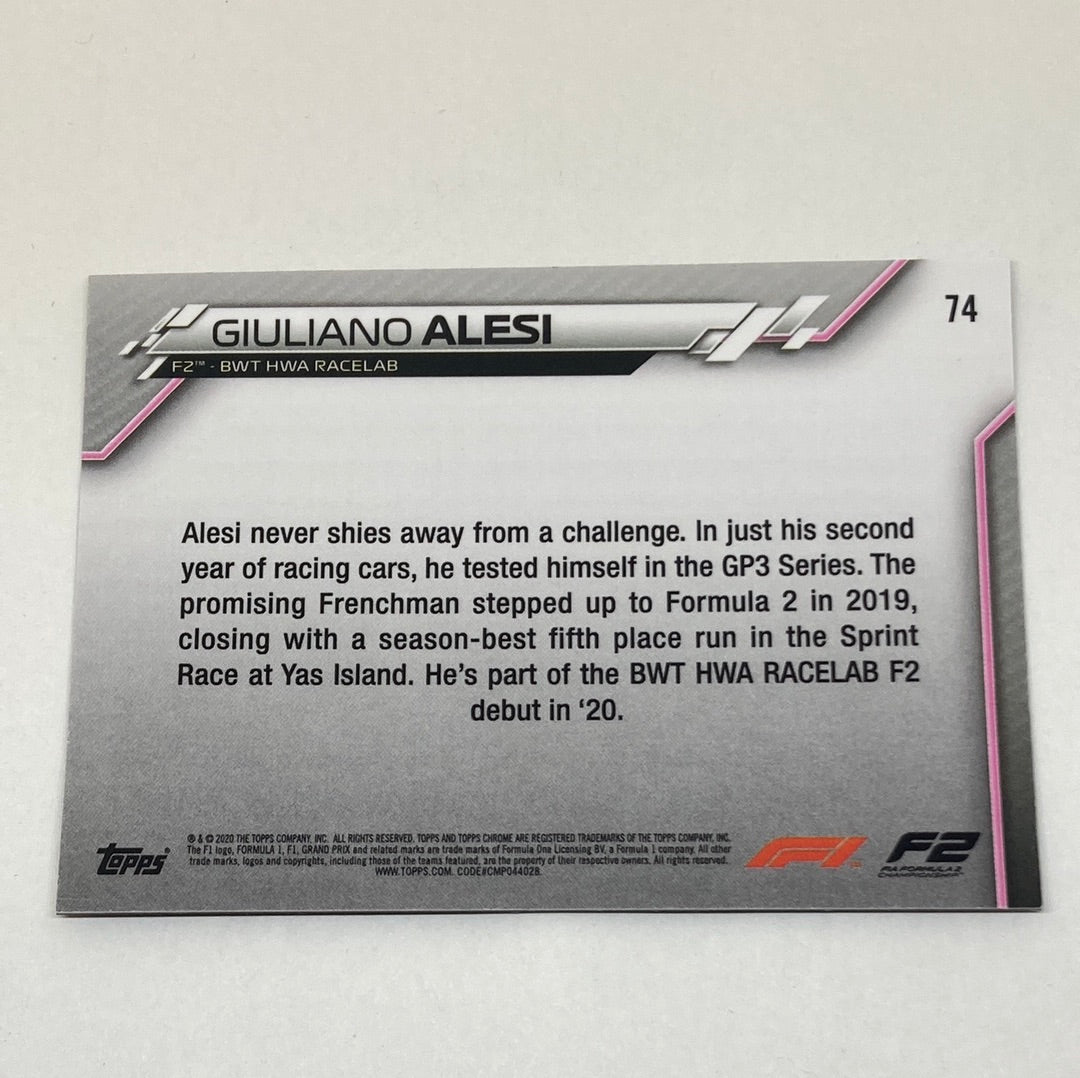 74
GIULIANO ALESI
F2™ - BWT HWA RACELAB
Alesi never shies away from a challenge. In just his second
year of racing cars, he tested himself in the GP3 Series. The
promising Frenchman stepped up to Formula 2 in 2019,
closing with a season-best fifth place run in the Sprint
Race at Yas Island. He's part of the BWT HWA RACELAB F2
debut in ‘20.
® & © 2020 THE TOPPS COMPANY, INC. ALL RIGHTS RESERVED. TOPPS AND TOPPS CHROME ARE REGISTERED TRADEMARKS OF THE TOPPS COMPANY, INC.
The F1 logo, FORMULA 1, F1, GRAND PRIX and related marks are trade marks of Formula One Licensing BV, a Formula 1 company. All other
trade marks, logos and copyrights, including those of the teams featured, are the property of their respective owners. All rights reserved.
WWW.TOPPS.COM. CODE#CMP044028.
topps®
F1™
F2
FIA FORMULA 2
CHAMPIONSHIP™